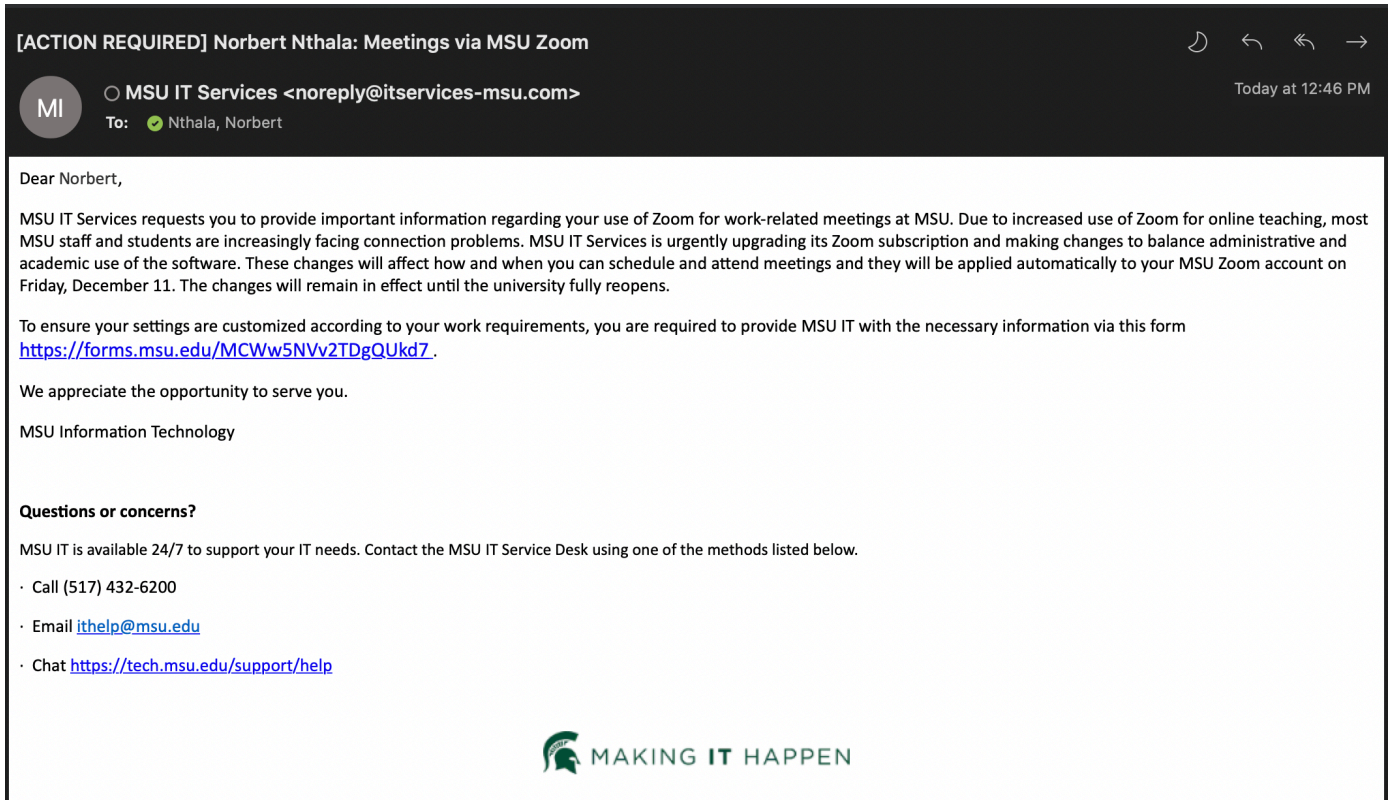 [ACTION REQUIRED] Norbert Nthala: Meetings via MSU Zoom
MI
MSU IT Services <noreply@itservices-msu.com>
Today at 12:46 PM
To: Nthala, Norbert
Dear Norbert,
MSU IT Services requests you to provide important information regarding your use of Zoom for work-related meetings at MSU. Due to increased use of Zoom for online teaching, most
MSU staff and students are increasingly facing connection problems. MSU IT Services is urgently upgrading its Zoom subscription and making changes to balance administrative and
academic use of the software. These changes will affect how and when you can schedule and attend meetings and they will be applied automatically to your MSU Zoom account on
Friday, December 11. The changes will remain in effect until the university fully reopens.
To ensure your settings are customized according to your work requirements, you are required to provide MSU IT with the necessary information via this form
https://forms.msu.edu/MCWw5NVv2TDgQUkd7 .
We appreciate the opportunity to serve you.
MSU Information Technology
Questions or concerns?
MSU IT is available 24/7 to support your IT needs. Contact the MSU IT Service Desk using one of the methods listed below.
· Call (517) 432-6200
· Email ithelp@msu.edu
· Chat https://tech.msu.edu/support/help
MAKING IT HAPPEN